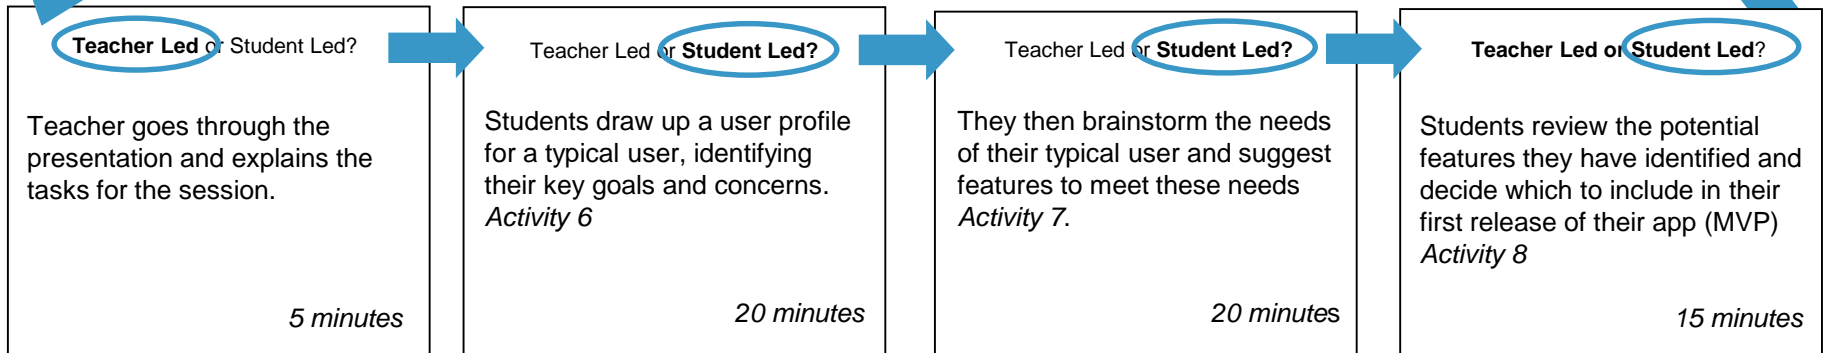 Teacher Led or Student Led?
Teacher goes through the
presentation and explains the
tasks for the session.
5 minutes
Teacher Led or Student Led?
Students draw up a user profile
for a typical user, identifying
their key goals and concerns.
Activity 6
20 minutes
Teacher Led or Student Led?
They then brainstorm the needs
of their typical user and suggest
features to meet these needs
Activity 7.
20 minutes
Teacher Led or Student Led?
Students review the potential
features they have identified and
decide which to include in their
first release of their app (MVP)
Activity 8
15 minutes